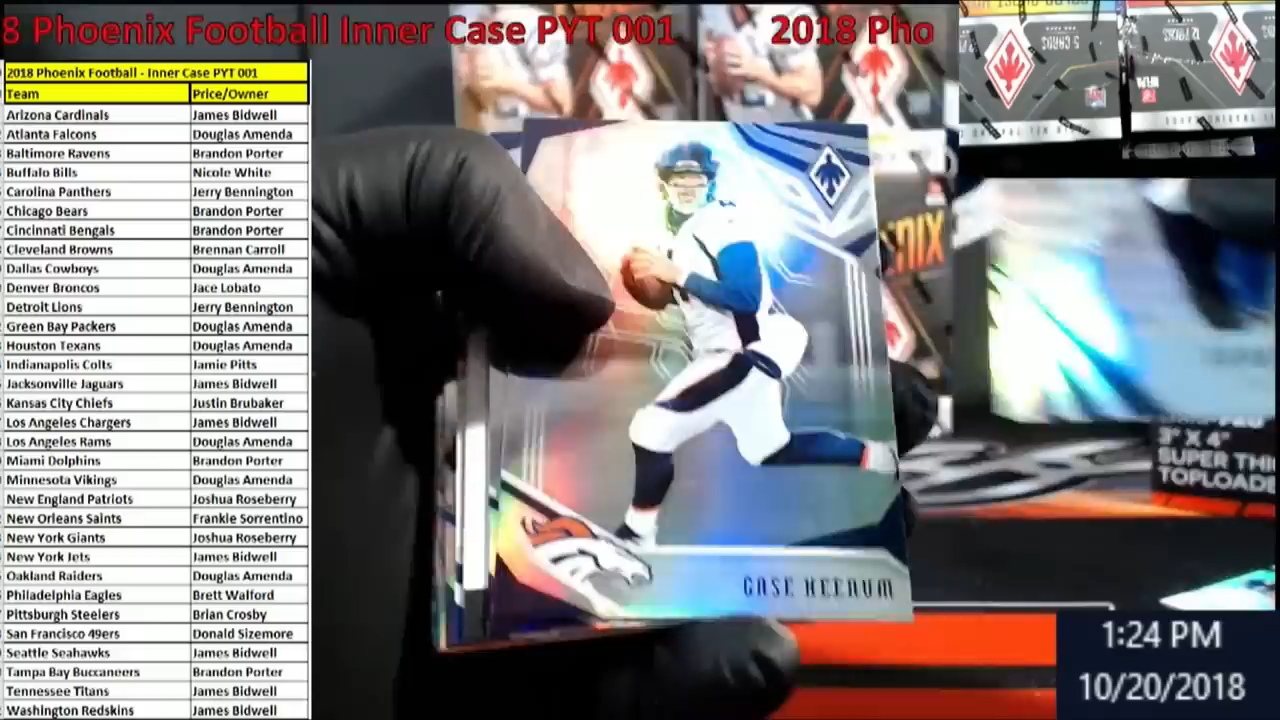 8 Phoenix Football Inner Case PYT 001 2018 Pho
2018 Phoenix Football - Inner Case PYT 001
Team Price/Owner
Arizona Cardinals James Bidwell
Atlanta Falcons Douglas Amenda
Baltimore Ravens Brandon Porter
Buffalo Bills Nicole White
Carolina Panthers Jerry Bennington
Chicago Bears Brandon Porter
Cincinnati Bengals Brandon Porter
Cleveland Browns Brennan Carroll
Dallas Cowboys Douglas Amenda
Denver Broncos Jace Lobato
Detroit Lions Jerry Bennington
Green Bay Packers Douglas Amenda
Houston Texans Douglas Amenda
Indianapolis Colts Jamie Pitts
Jacksonville Jaguars James Bidwell
Kansas City Chiefs Justin Brubaker
Los Angeles Chargers James Bidwell
Los Angeles Rams Douglas Amenda
Miami Dolphins Brandon Porter
Minnesota Vikings Douglas Amenda
New England Patriots Joshua Roseberry
New Orleans Saints Frankie Sorrentino
New York Giants Joshua Roseberry
New York Jets James Bidwell
Oakland Raiders Douglas Amenda
Philadelphia Eagles Brett Walford
Pittsburgh Steelers Brian Crosby
San Francisco 49ers Donald Sizemore
Seattle Seahawks James Bidwell
Tampa Bay Buccaneers Brandon Porter
Tennessee Titans James Bidwell
Washington Redskins James Bidwell
5 CARDS
NFL
ENIX
CASE KEENUM
3" X 4"
SUPER THI
TOPLOADE
1:24 PM
10/20/2018